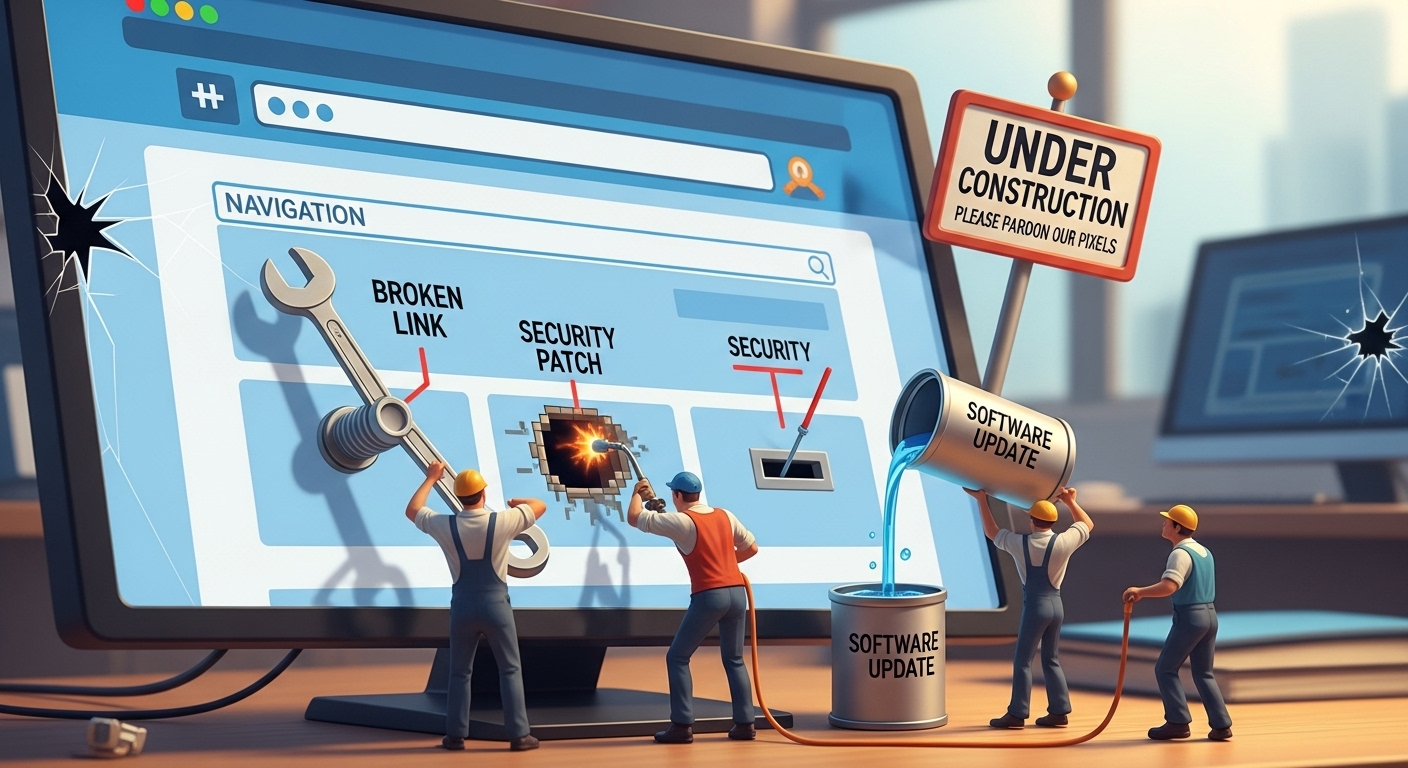 UNDER
CONSTRUCTION
PLEASE PARDON OUR PIXELS
NAVIGATION
BROKEN
LINK
SECURITY
PATCH
SECURITY
SOFTWARE
UPDATE
SOFTWARE
UPDATE